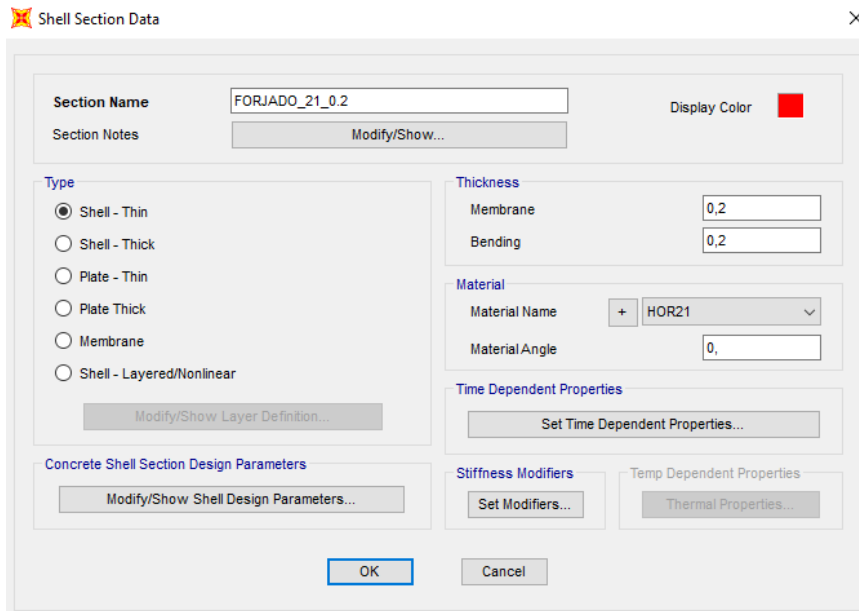 Shell Section Data
Section Name FORJADO_21_0.2 Display Color
Section Notes Modify/Show...
Type
Shell - Thin
Shell - Thick
Plate - Thin
Plate Thick
Membrane
Shell - Layered/Nonlinear
Modify/Show Layer Definition...
Thickness
Membrane 0,2
Bending 0,2
Material
Material Name + HOR21
Material Angle 0,
Time Dependent Properties
Set Time Dependent Properties...
Concrete Shell Section Design Parameters
Modify/Show Shell Design Parameters...
Stiffness Modifiers
Set Modifiers...
Temp Dependent Properties
Thermal Properties...
OK Cancel